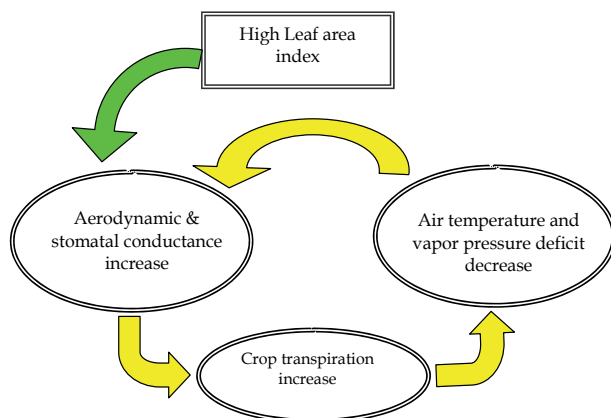 High Leaf area
index
Aerodynamic &
stomatal conductance
increase
Air temperature and
vapor pressure deficit
decrease
Crop transpiration
increase